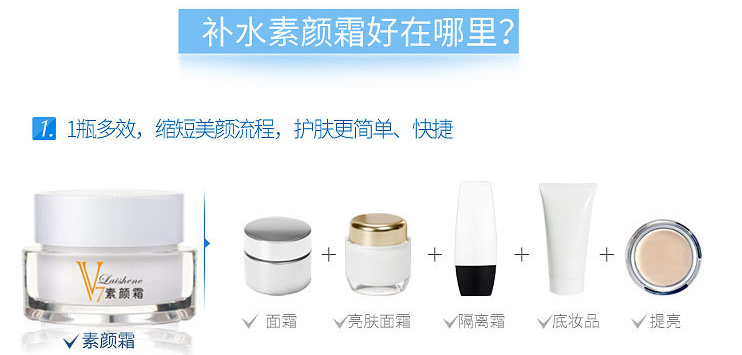 补水素颜霜好在哪里?
1. 1瓶多效，缩短美颜流程，护肤更简单、快捷
V7 Laishene
素颜霜
+ + + +
素颜霜
面霜 亮肤面霜 隔离霜 底妆品 提亮